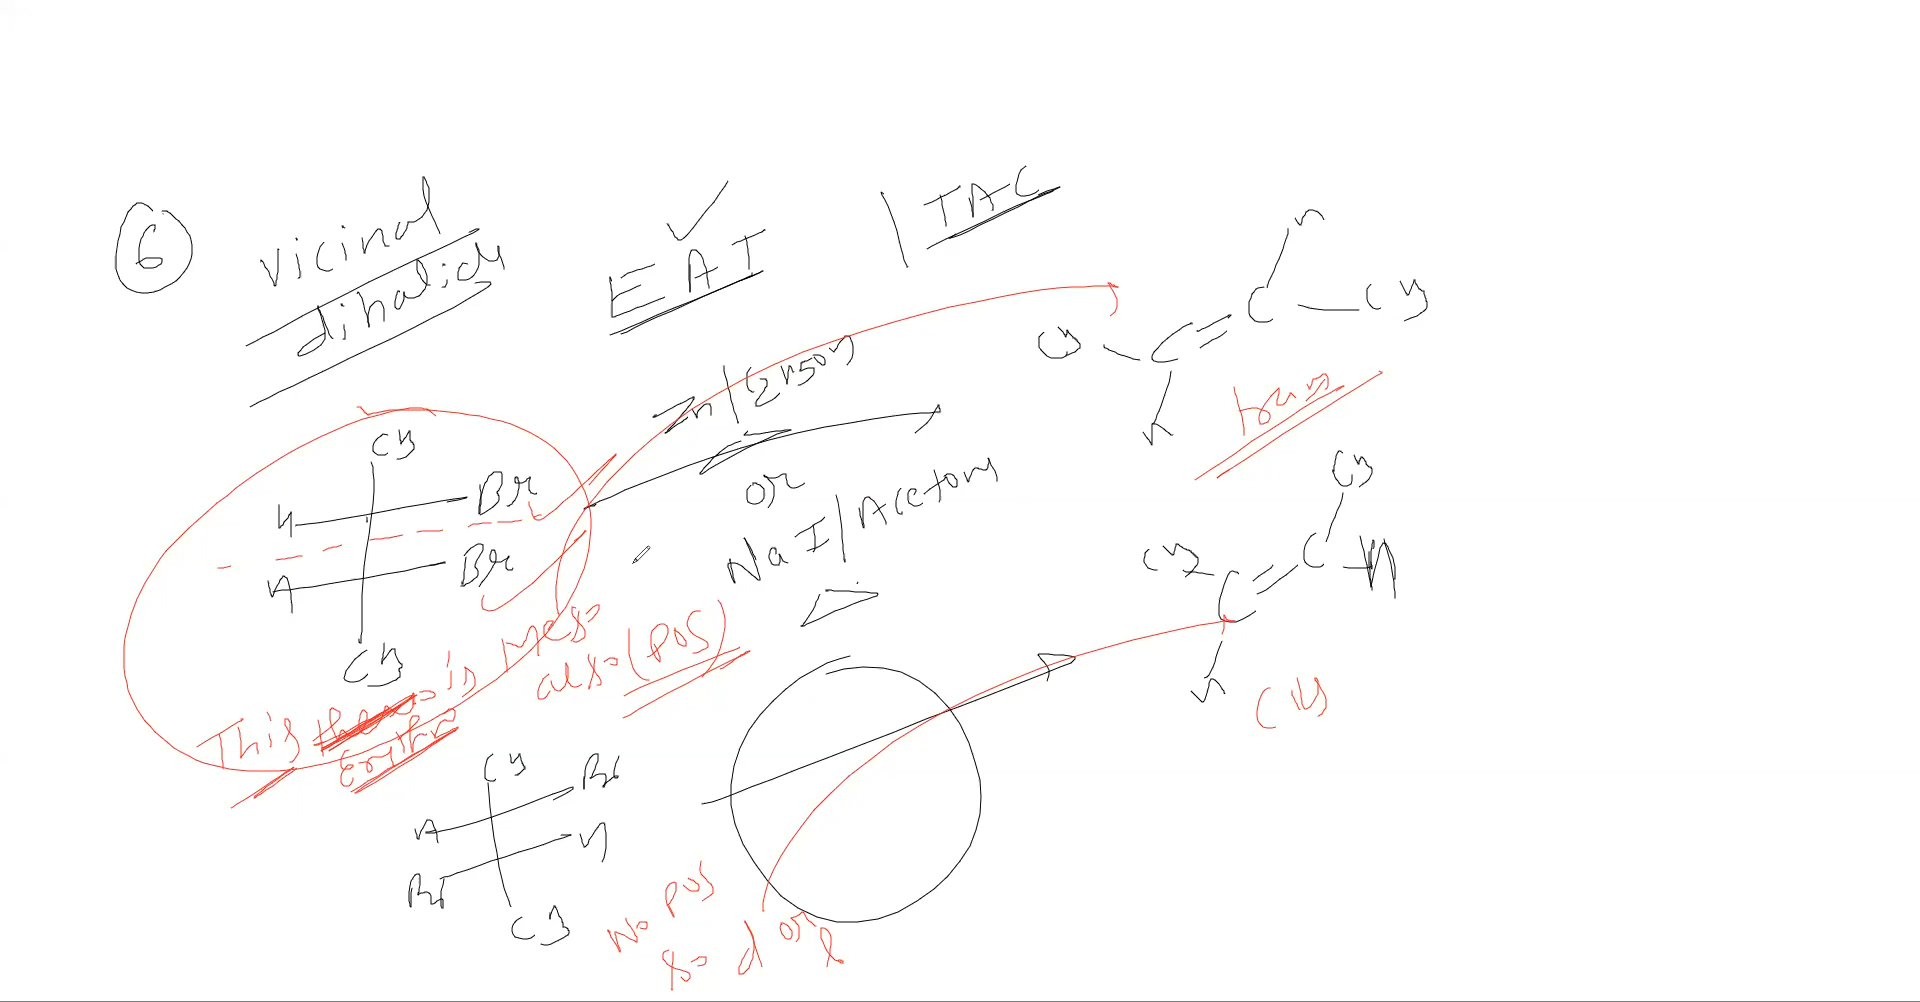 6
vicinal
dihalide
EAT
| TAC
H
CH3
C = C
CH3
H
trans
Zn / (Zn5OH)
or
NaI / Acetone
Δ
CH3
H Br
H Br
CH3
This is Meso
also (POS)
Erythro
CH3
H Br
Br H
CH3
No POS
so d or l
CH3
CH3
C = C
H
H
Cis